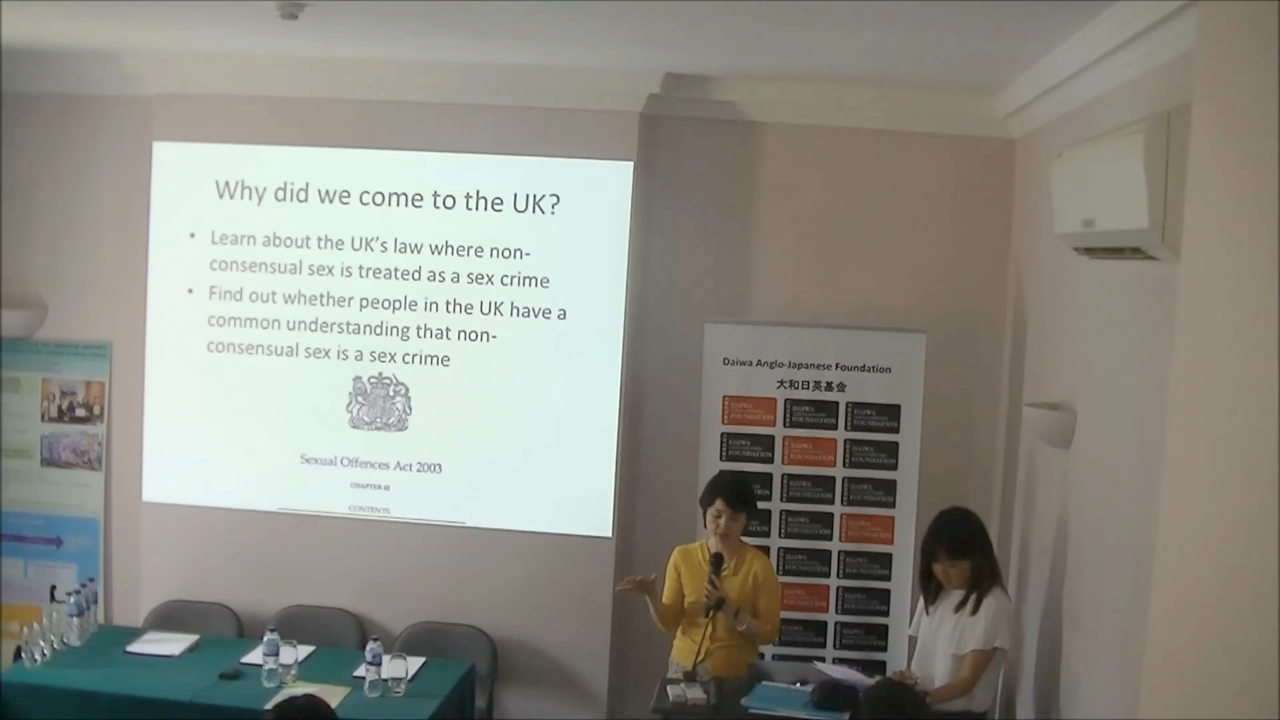 Why did we come to the UK?
• Learn about the UK's law where non-
consensual sex is treated as a sex crime
• Find out whether people in the UK have a
common understanding that non-
consensual sex is a sex crime
Sexual Offences Act 2003
CHAPTER 42
CONTENTS
Daiwa Anglo-Japanese Foundation
大和日英基金